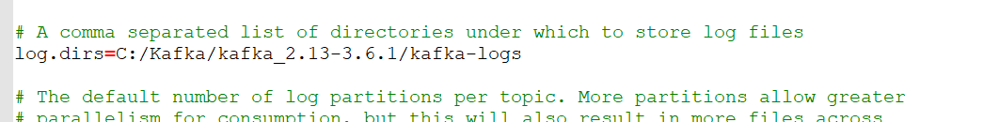 # A comma separated list of directories under which to store log files
log.dirs=C:/Kafka/kafka_2.13-3.6.1/kafka-logs
# The default number of log partitions per topic. More partitions allow greater
# parallelism for consumption, but this will also result in more files across